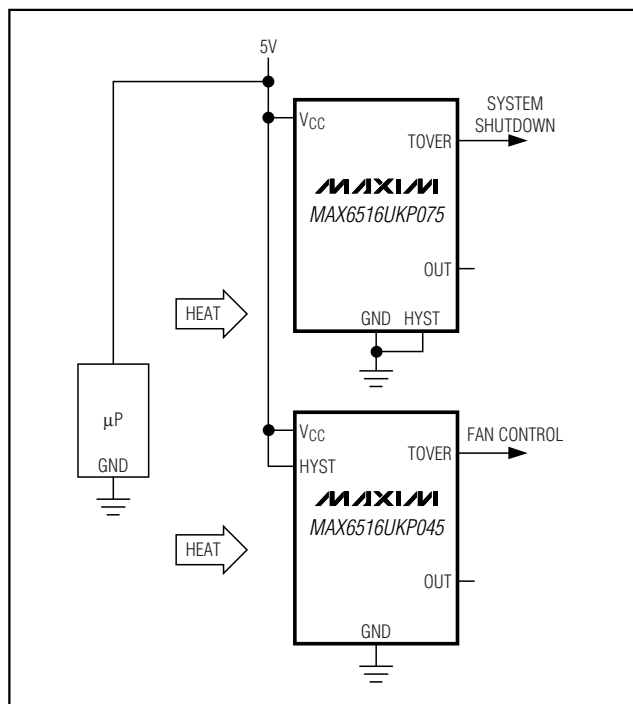 5V
VCC
TOVER
SYSTEM
SHUTDOWN
MAXIM
MAX6516UKP075
OUT
HEAT
GND
HYST
μP
GND
VCC
HYST
TOVER
FAN CONTROL
MAXIM
MAX6516UKP045
HEAT
OUT
GND